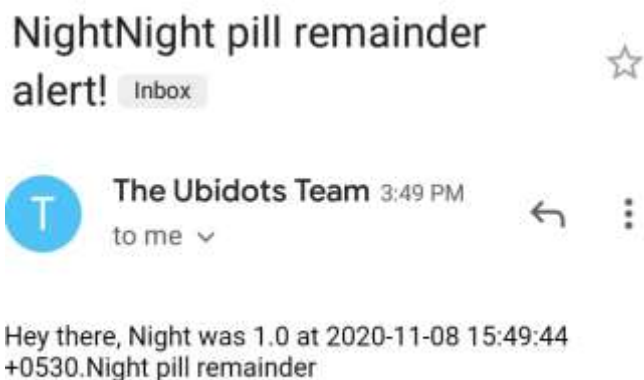 NightNight pill remainder
alert! Inbox
T
The Ubidots Team 3:49 PM
to me
Hey there, Night was 1.0 at 2020-11-08 15:49:44
+0530.Night pill remainder